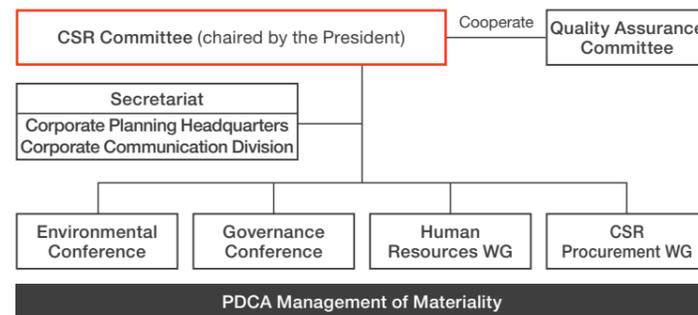 CSR Committee (chaired by the President)
Cooperate
Quality Assurance
Committee
Secretariat
Corporate Planning Headquarters
Corporate Communication Division
Environmental
Conference
Governance
Conference
Human
Resources WG
CSR
Procurement WG
PDCA Management of Materiality